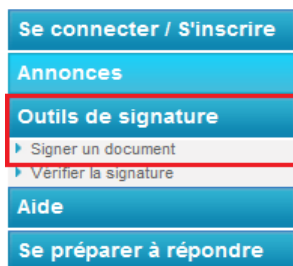 Se connecter / S'inscrire
Annonces
Outils de signature
Signer un document
Vérifier la signature
Aide
Se préparer à répondre